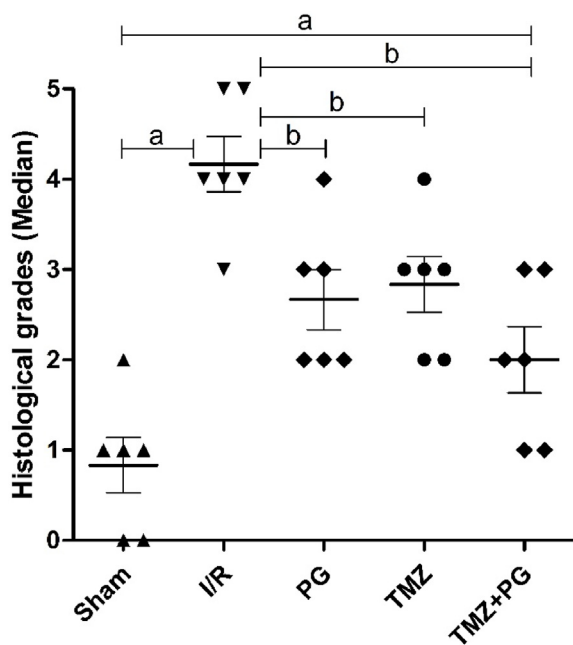 a
b
b
a
b
5
4
3
2
1
0
Histological grades (Median)
Sham
I/R
PG
TMZ
TMZ+PG